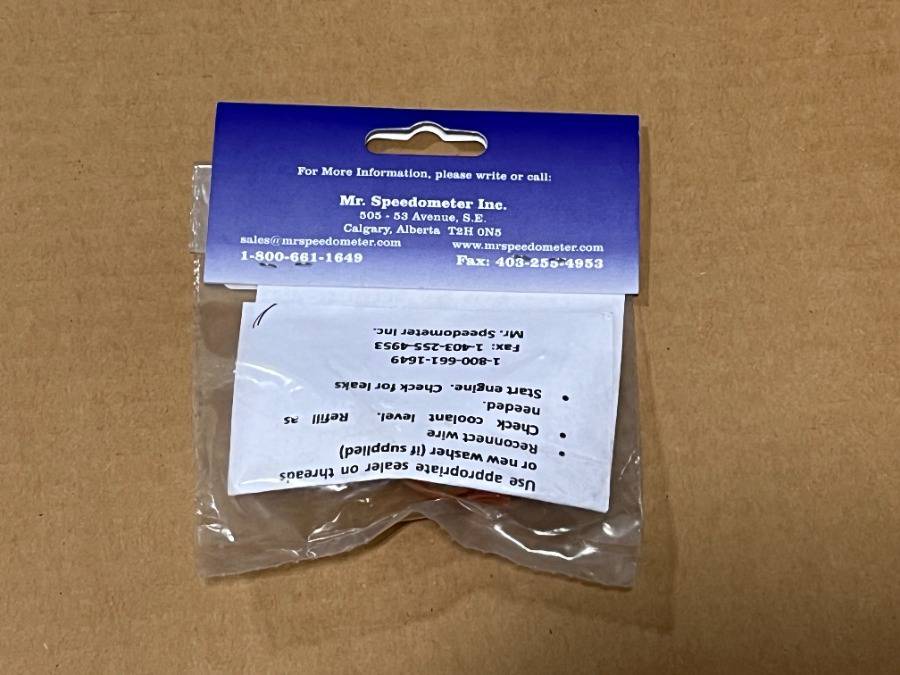 For More Information, please write or call:
Mr. Speedometer Inc.
505 - 53 Avenue, S.E.
Calgary, Alberta T2H 0N5
sales@mrspeedometer.com www.mrspeedometer.com
1-800-661-1649 Fax: 403-255-4953
Use appropriate sealer on threads
or new washer (if supplied)
• Reconnect wire
• Check coolant level. Refill as
needed.
• Start engine. Check for leaks
1-800-661-1649
Fax: 1-403-255-4953
Mr. Speedometer Inc.